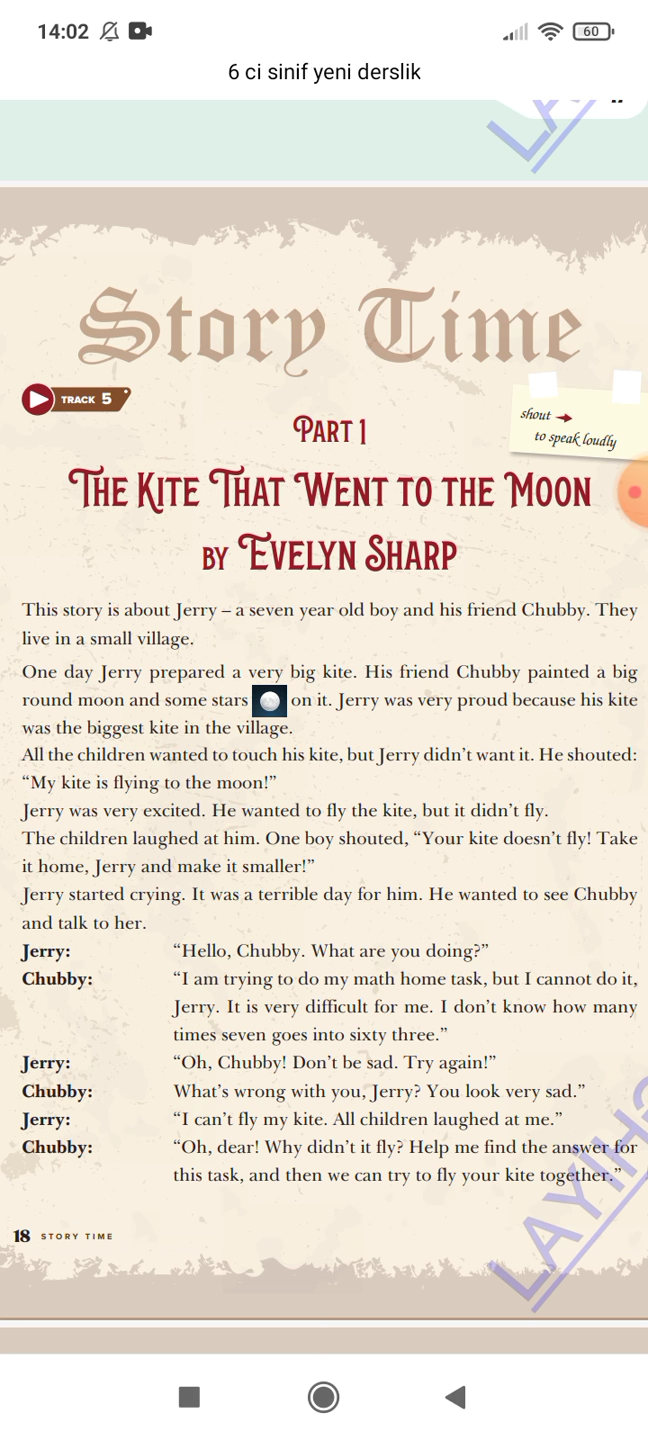 14:02
60
6 ci sinif yeni derslik
Story Time
TRACK 5
shout
to speak loudly
PART 1
THE KITE THAT WENT TO THE MOON
BY EVELYN SHARP
This story is about Jerry – a seven year old boy and his friend Chubby. They
live in a small village.
One day Jerry prepared a very big kite. His friend Chubby painted a big
round moon and some stars on it. Jerry was very proud because his kite
was the biggest kite in the village.
All the children wanted to touch his kite, but Jerry didn’t want it. He shouted:
“My kite is flying to the moon!”
Jerry was very excited. He wanted to fly the kite, but it didn’t fly.
The children laughed at him. One boy shouted, “Your kite doesn’t fly! Take
it home, Jerry and make it smaller!”
Jerry started crying. It was a terrible day for him. He wanted to see Chubby
and talk to her.
Jerry: “Hello, Chubby. What are you doing?”
Chubby: “I am trying to do my math home task, but I cannot do it,
Jerry. It is very difficult for me. I don’t know how many
times seven goes into sixty three.”
Jerry: “Oh, Chubby! Don’t be sad. Try again!”
Chubby: What’s wrong with you, Jerry? You look very sad.”
Jerry: “I can’t fly my kite. All children laughed at me.”
Chubby: “Oh, dear! Why didn’t it fly? Help me find the answer for
this task, and then we can try to fly your kite together.”
18 STORY TIME